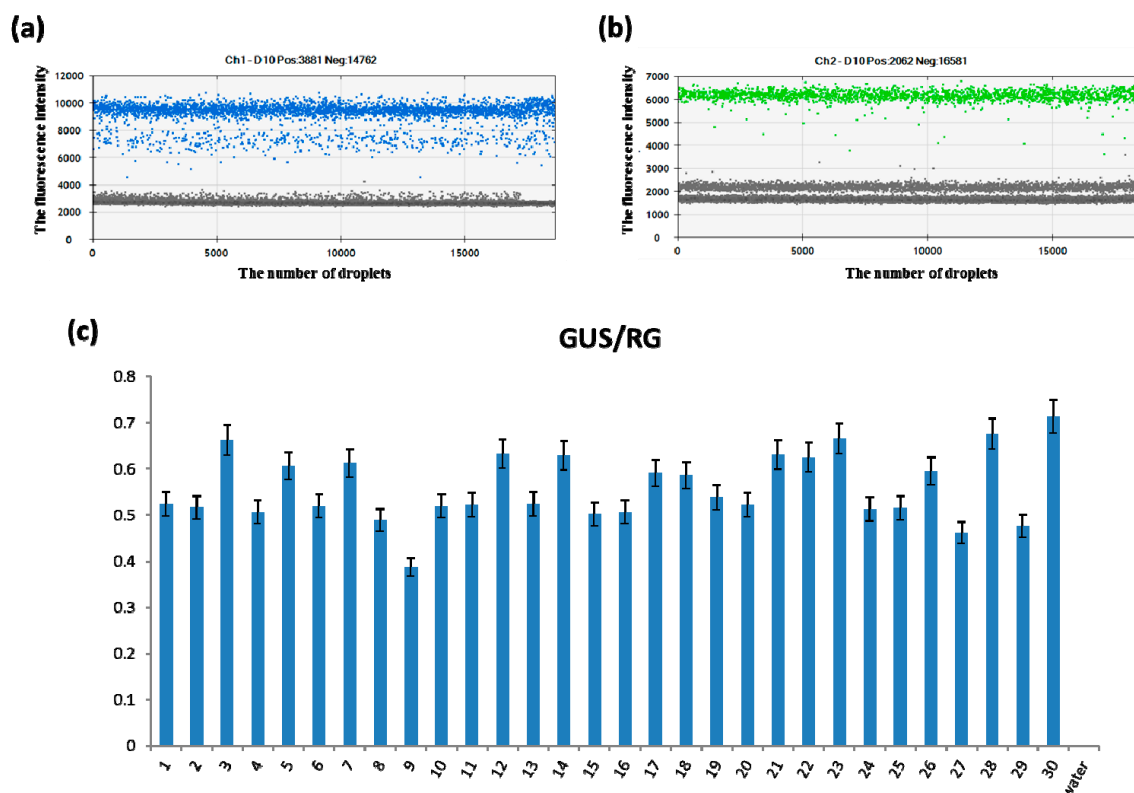 (a)
(b)
Ch1 - D10 Pos:3881 Neg:14762
Ch2 - D10 Pos:2062 Neg:16581
The fluorescence intensity
12000
10000
8000
6000
4000
2000
0
0 5000 10000 15000
The number of droplets
The fluorescence intensity
7000
6000
5000
4000
3000
2000
1000
0
0 5000 10000 15000
The number of droplets
(c)
GUS/RG
0.8
0.7
0.6
0.5
0.4
0.3
0.2
0.1
0
1 2 3 4 5 6 7 8 9 10 11 12 13 14 15 16 17 18 19 20 21 22 23 24 25 26 27 28 29 30 water